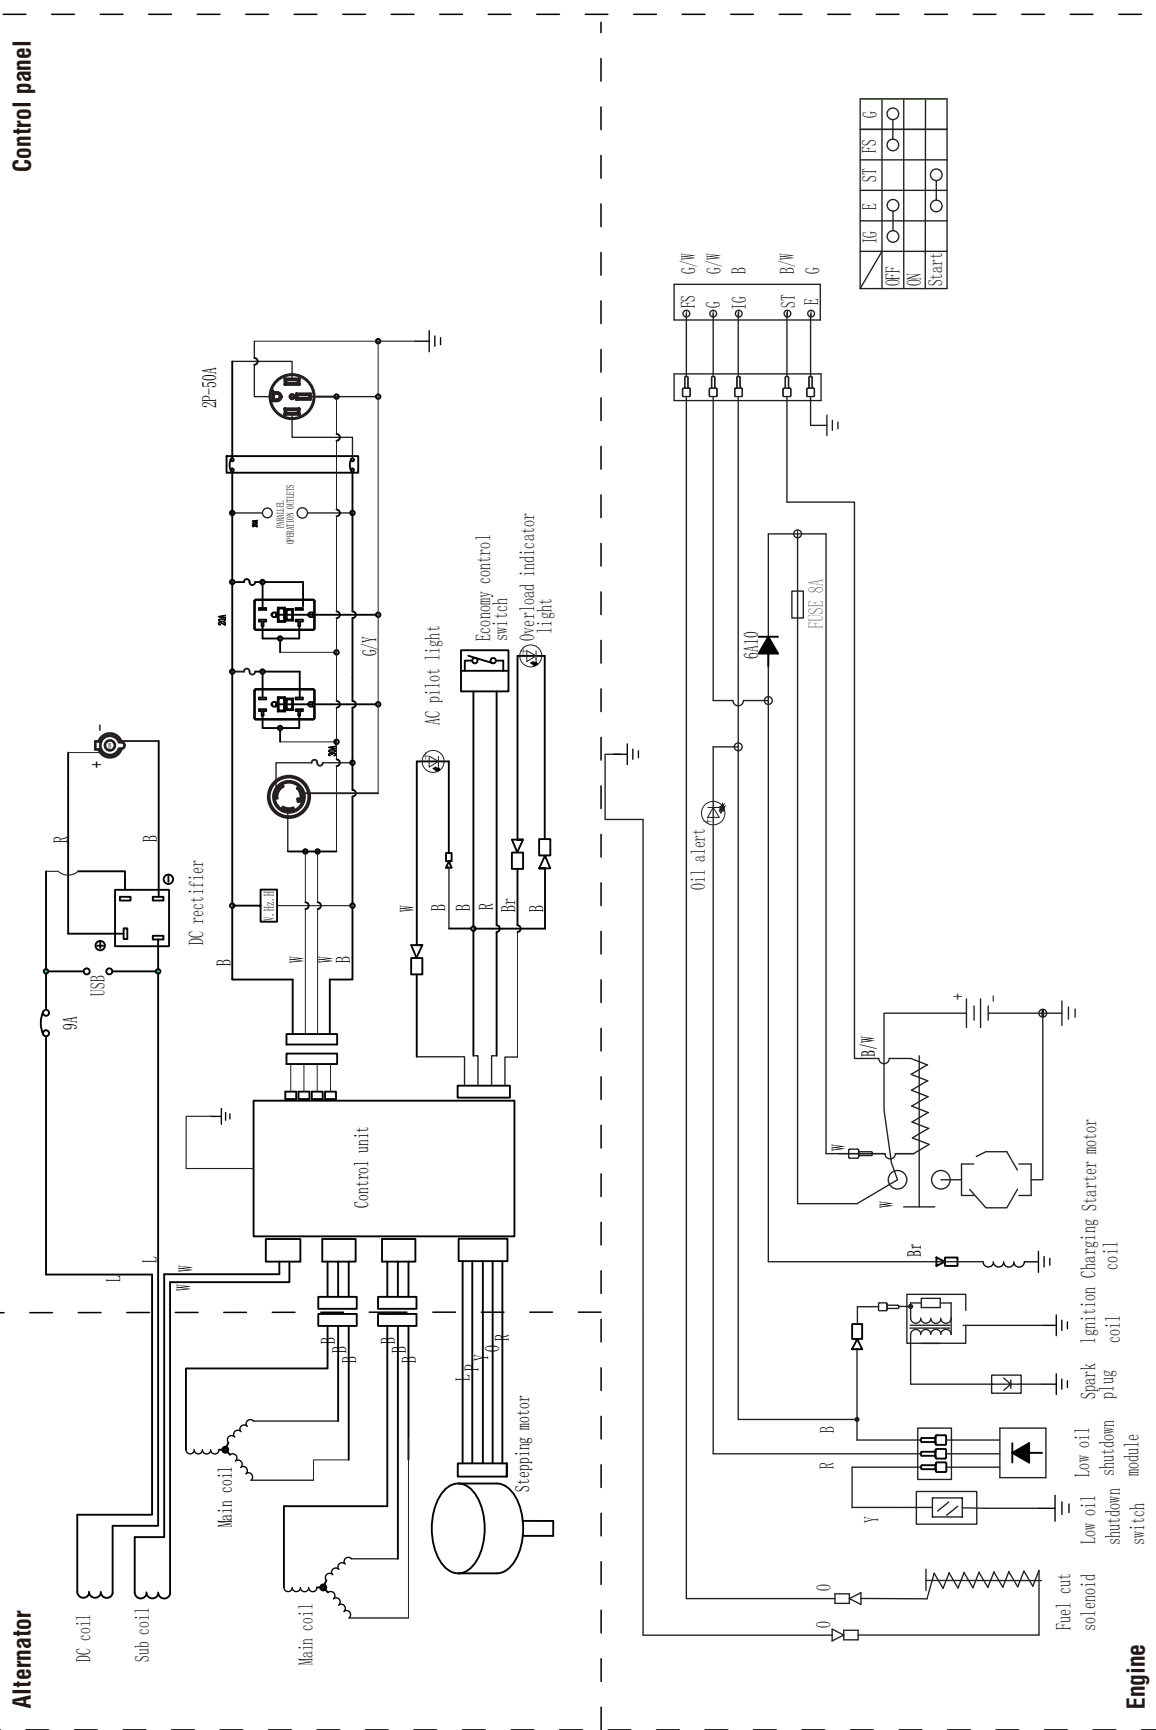 Control panel
Alternator
Engine
2P-50A
30A
PARALLEL
OPERATION OUTLETS
20A
G/Y
30A
Economy control
switch
Overload indicator
light
AC pilot light
+
-
R
B
DC rectifier
V.Hz.H
USB
9A
B
W
W
B
W
B
B
R
Br
B
Control unit
L
L
W
W
B
B
B
B
B
B
L
P
Y
O
R
Stepping motor
Main coil
Main coil
DC coil
Sub coil
IG E ST FS G
OFF
ON
Start
FS G/W
G G/W
IG B
ST B/W
E G
FUSE 8A
6A10
Oil alert
B/W
+
-
W
W
Starter motor
Br
Charging
coil
Ignition
coil
Spark
plug
B
R
Low oil
shutdown
module
Y
Low oil
shutdown
switch
O
O
Fuel cut
solenoid